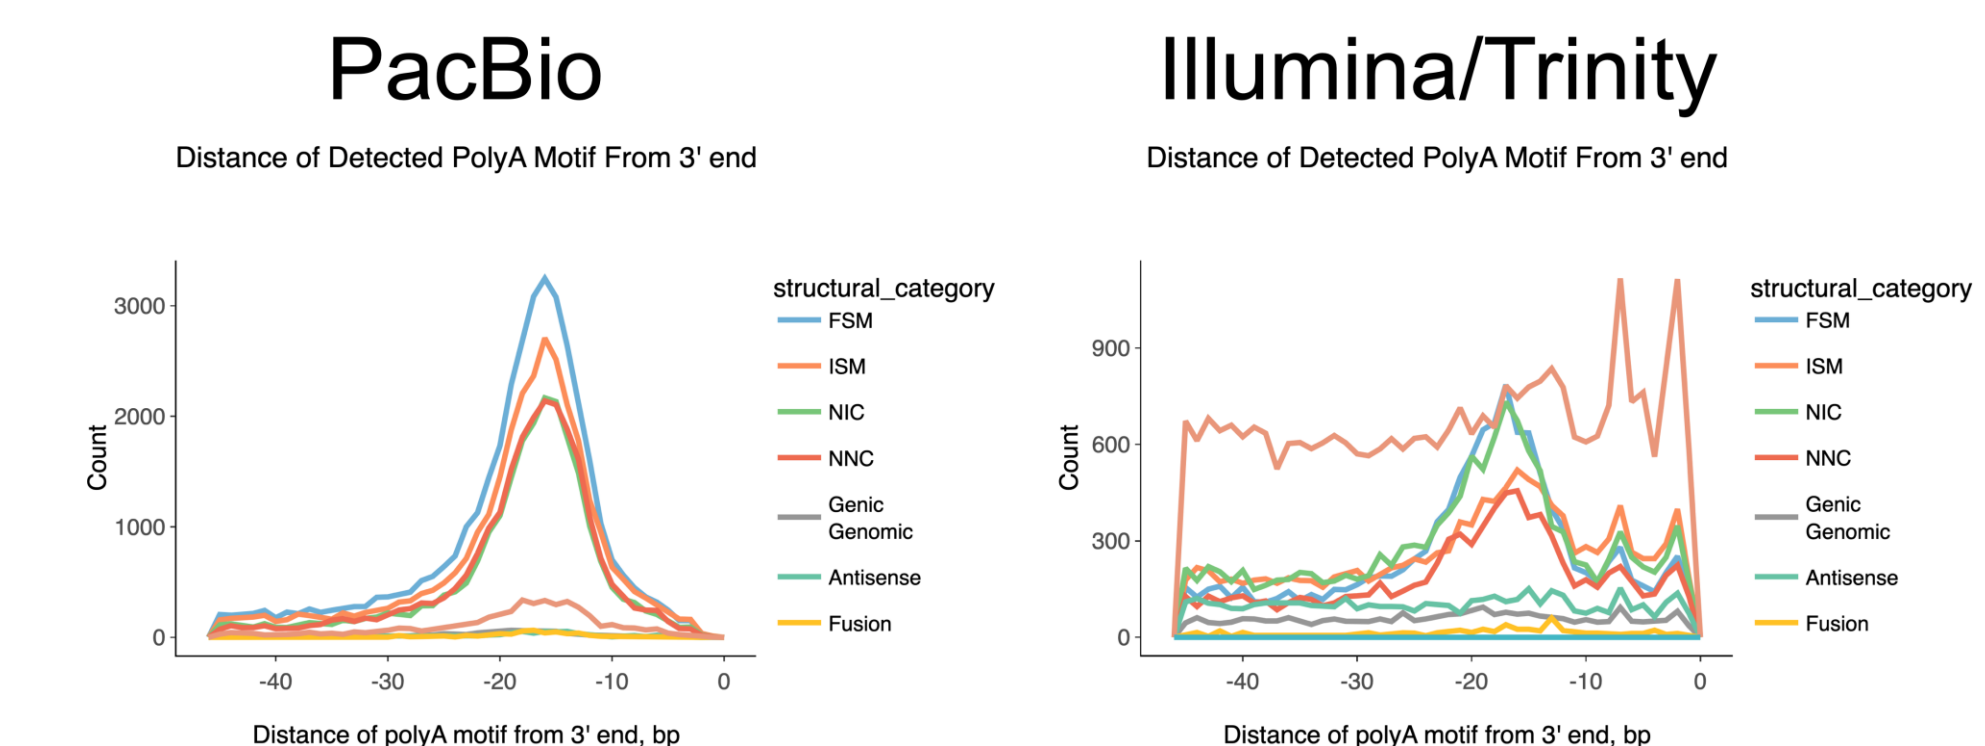 PacBio
Distance of Detected PolyA Motif From 3' end
3000
2000
1000
0
Count
-40
-30
-20
-10
0
Distance of polyA motif from 3' end, bp
structural_category
FSM
ISM
NIC
NNC
Genic
Genomic
Antisense
Fusion
Illumina/Trinity
Distance of Detected PolyA Motif From 3' end
900
600
300
0
Count
-40
-30
-20
-10
0
Distance of polyA motif from 3' end, bp
structural_category
FSM
ISM
NIC
NNC
Genic
Genomic
Antisense
Fusion